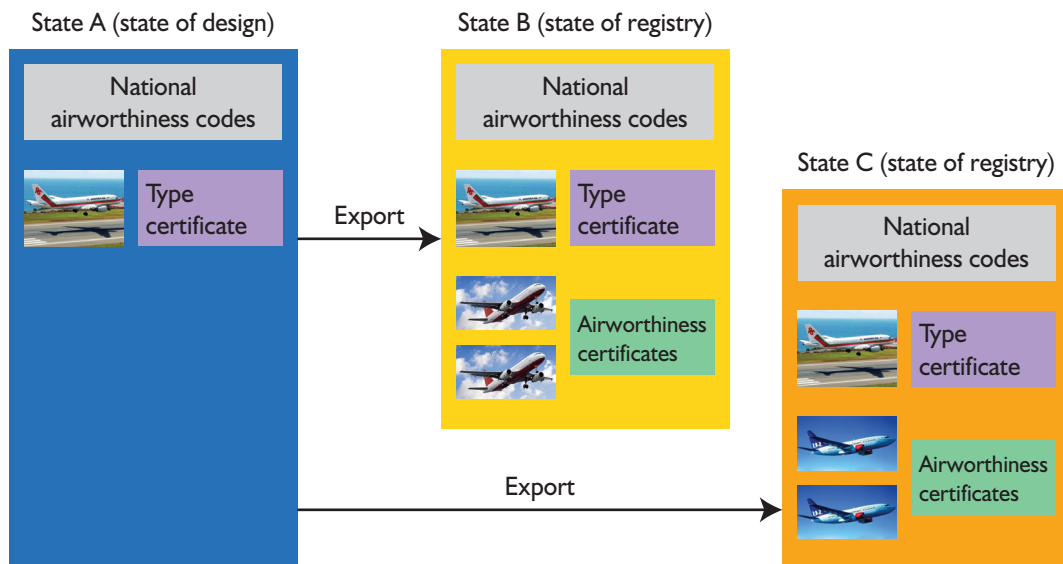 State A (state of design)
National
airworthiness codes
Type
certificate
Export
State B (state of registry)
National
airworthiness codes
Type
certificate
Airworthiness
certificates
Export
State C (state of registry)
National
airworthiness codes
Type
certificate
Airworthiness
certificates